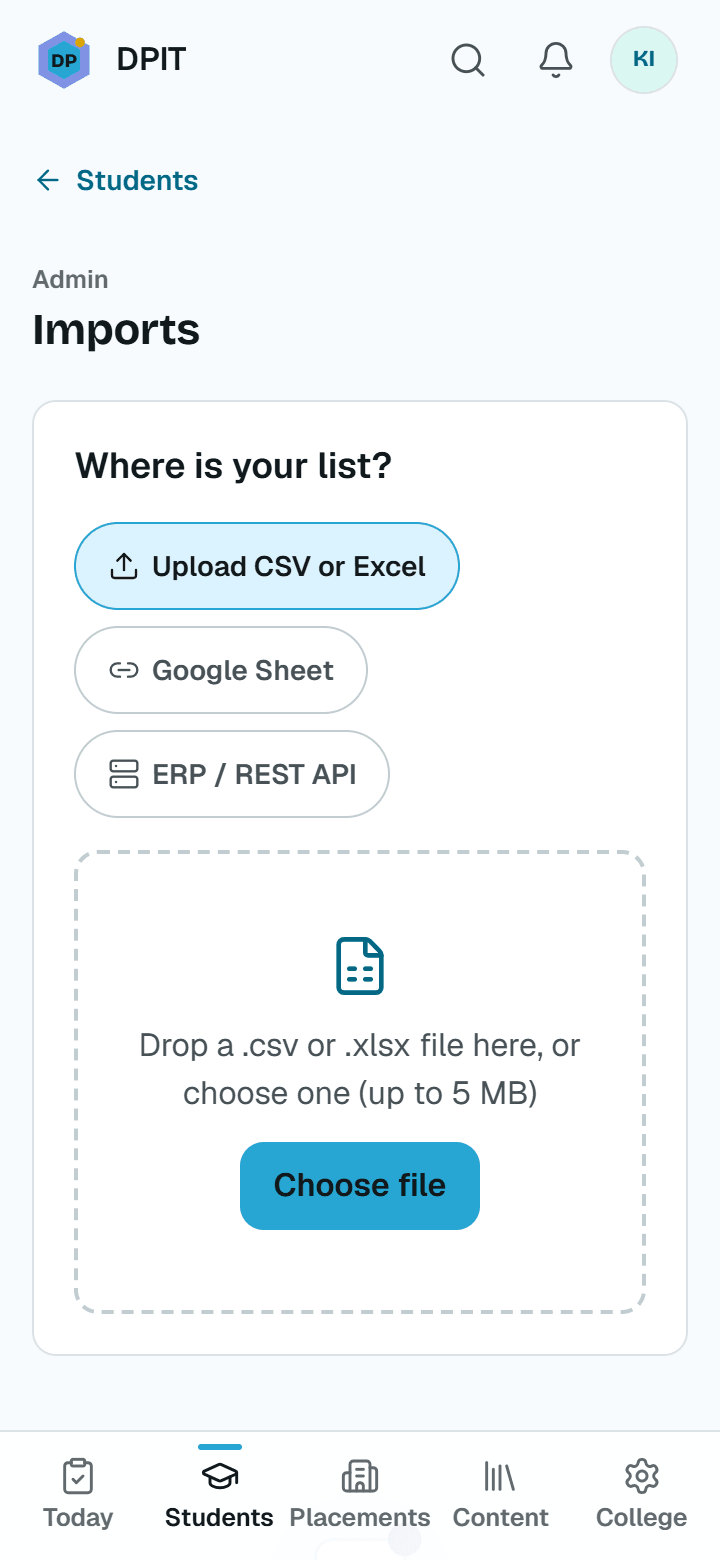 DP
DPIT
KI
Students
Admin
Imports
Where is your list?
Upload CSV or Excel
Google Sheet
ERP / REST API
Drop a .csv or .xlsx file here, or
choose one (up to 5 MB)
Choose file
Today
Students
Placements
Content
College